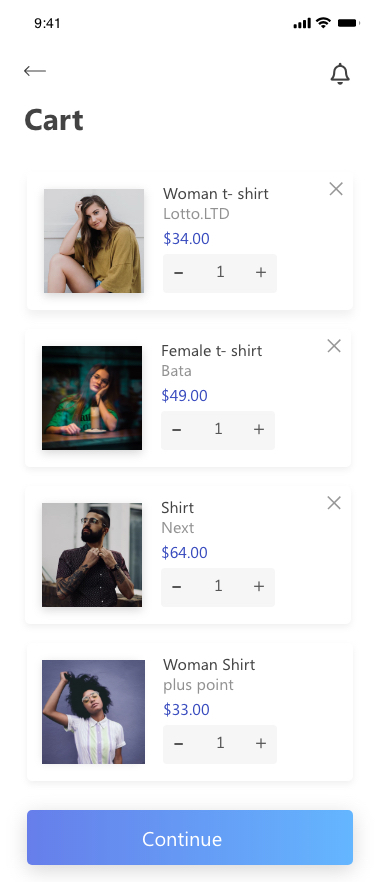 9:41
Cart
Woman t- shirt
Lotto.LTD
$34.00
- 1 +
Female t- shirt
Bata
$49.00
- 1 +
Shirt
Next
$64.00
- 1 +
Woman Shirt
plus point
$33.00
- 1 +
Continue